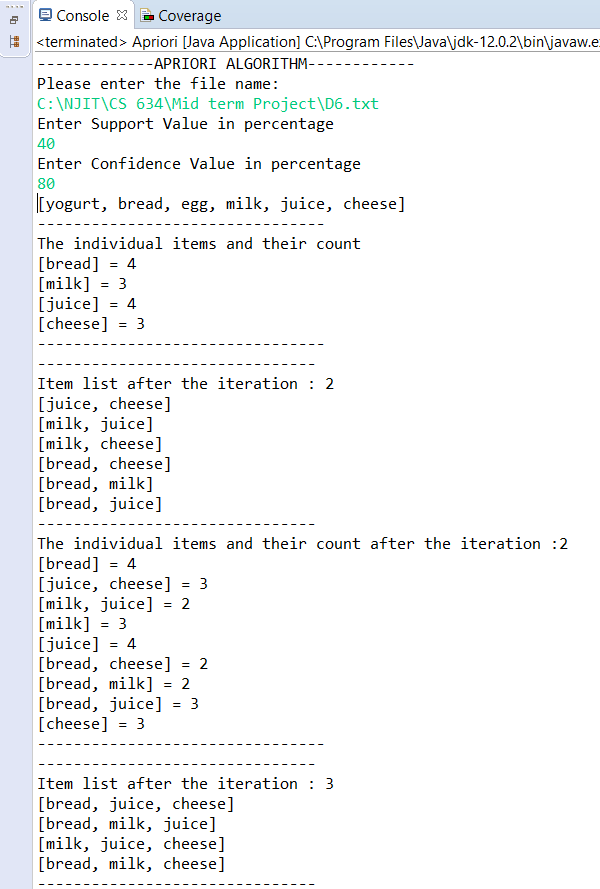 Console Coverage
<terminated> Apriori [Java Application] C:\Program Files\Java\jdk-12.0.2\bin\javaw.e
-------------APRIORI ALGORITHM------------
Please enter the file name:
C:\NJIT\CS 634\Mid term Project\D6.txt
Enter Support Value in percentage
40
Enter Confidence Value in percentage
80
[yogurt, bread, egg, milk, juice, cheese]
--------------------------------
The individual items and their count
[bread] = 4
[milk] = 3
[juice] = 4
[cheese] = 3
--------------------------------
-------------------------------
Item list after the iteration : 2
[juice, cheese]
[milk, juice]
[milk, cheese]
[bread, cheese]
[bread, milk]
[bread, juice]
-------------------------------
The individual items and their count after the iteration :2
[bread] = 4
[juice, cheese] = 3
[milk, juice] = 2
[milk] = 3
[juice] = 4
[bread, cheese] = 2
[bread, milk] = 2
[bread, juice] = 3
[cheese] = 3
--------------------------------
-------------------------------
Item list after the iteration : 3
[bread, juice, cheese]
[bread, milk, juice]
[milk, juice, cheese]
[bread, milk, cheese]
-------------------------------